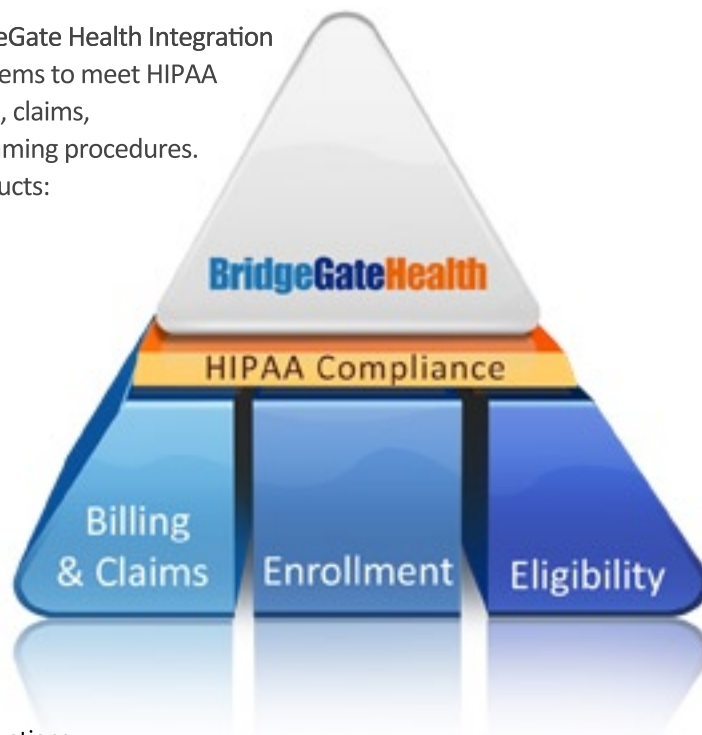 eGate Health Integration
ems to meet HIPAA
, claims,
ming procedures.
ucts:
BridgeGateHealth
HIPAA Compliance
Billing
& Claims
Enrollment
Eligibility